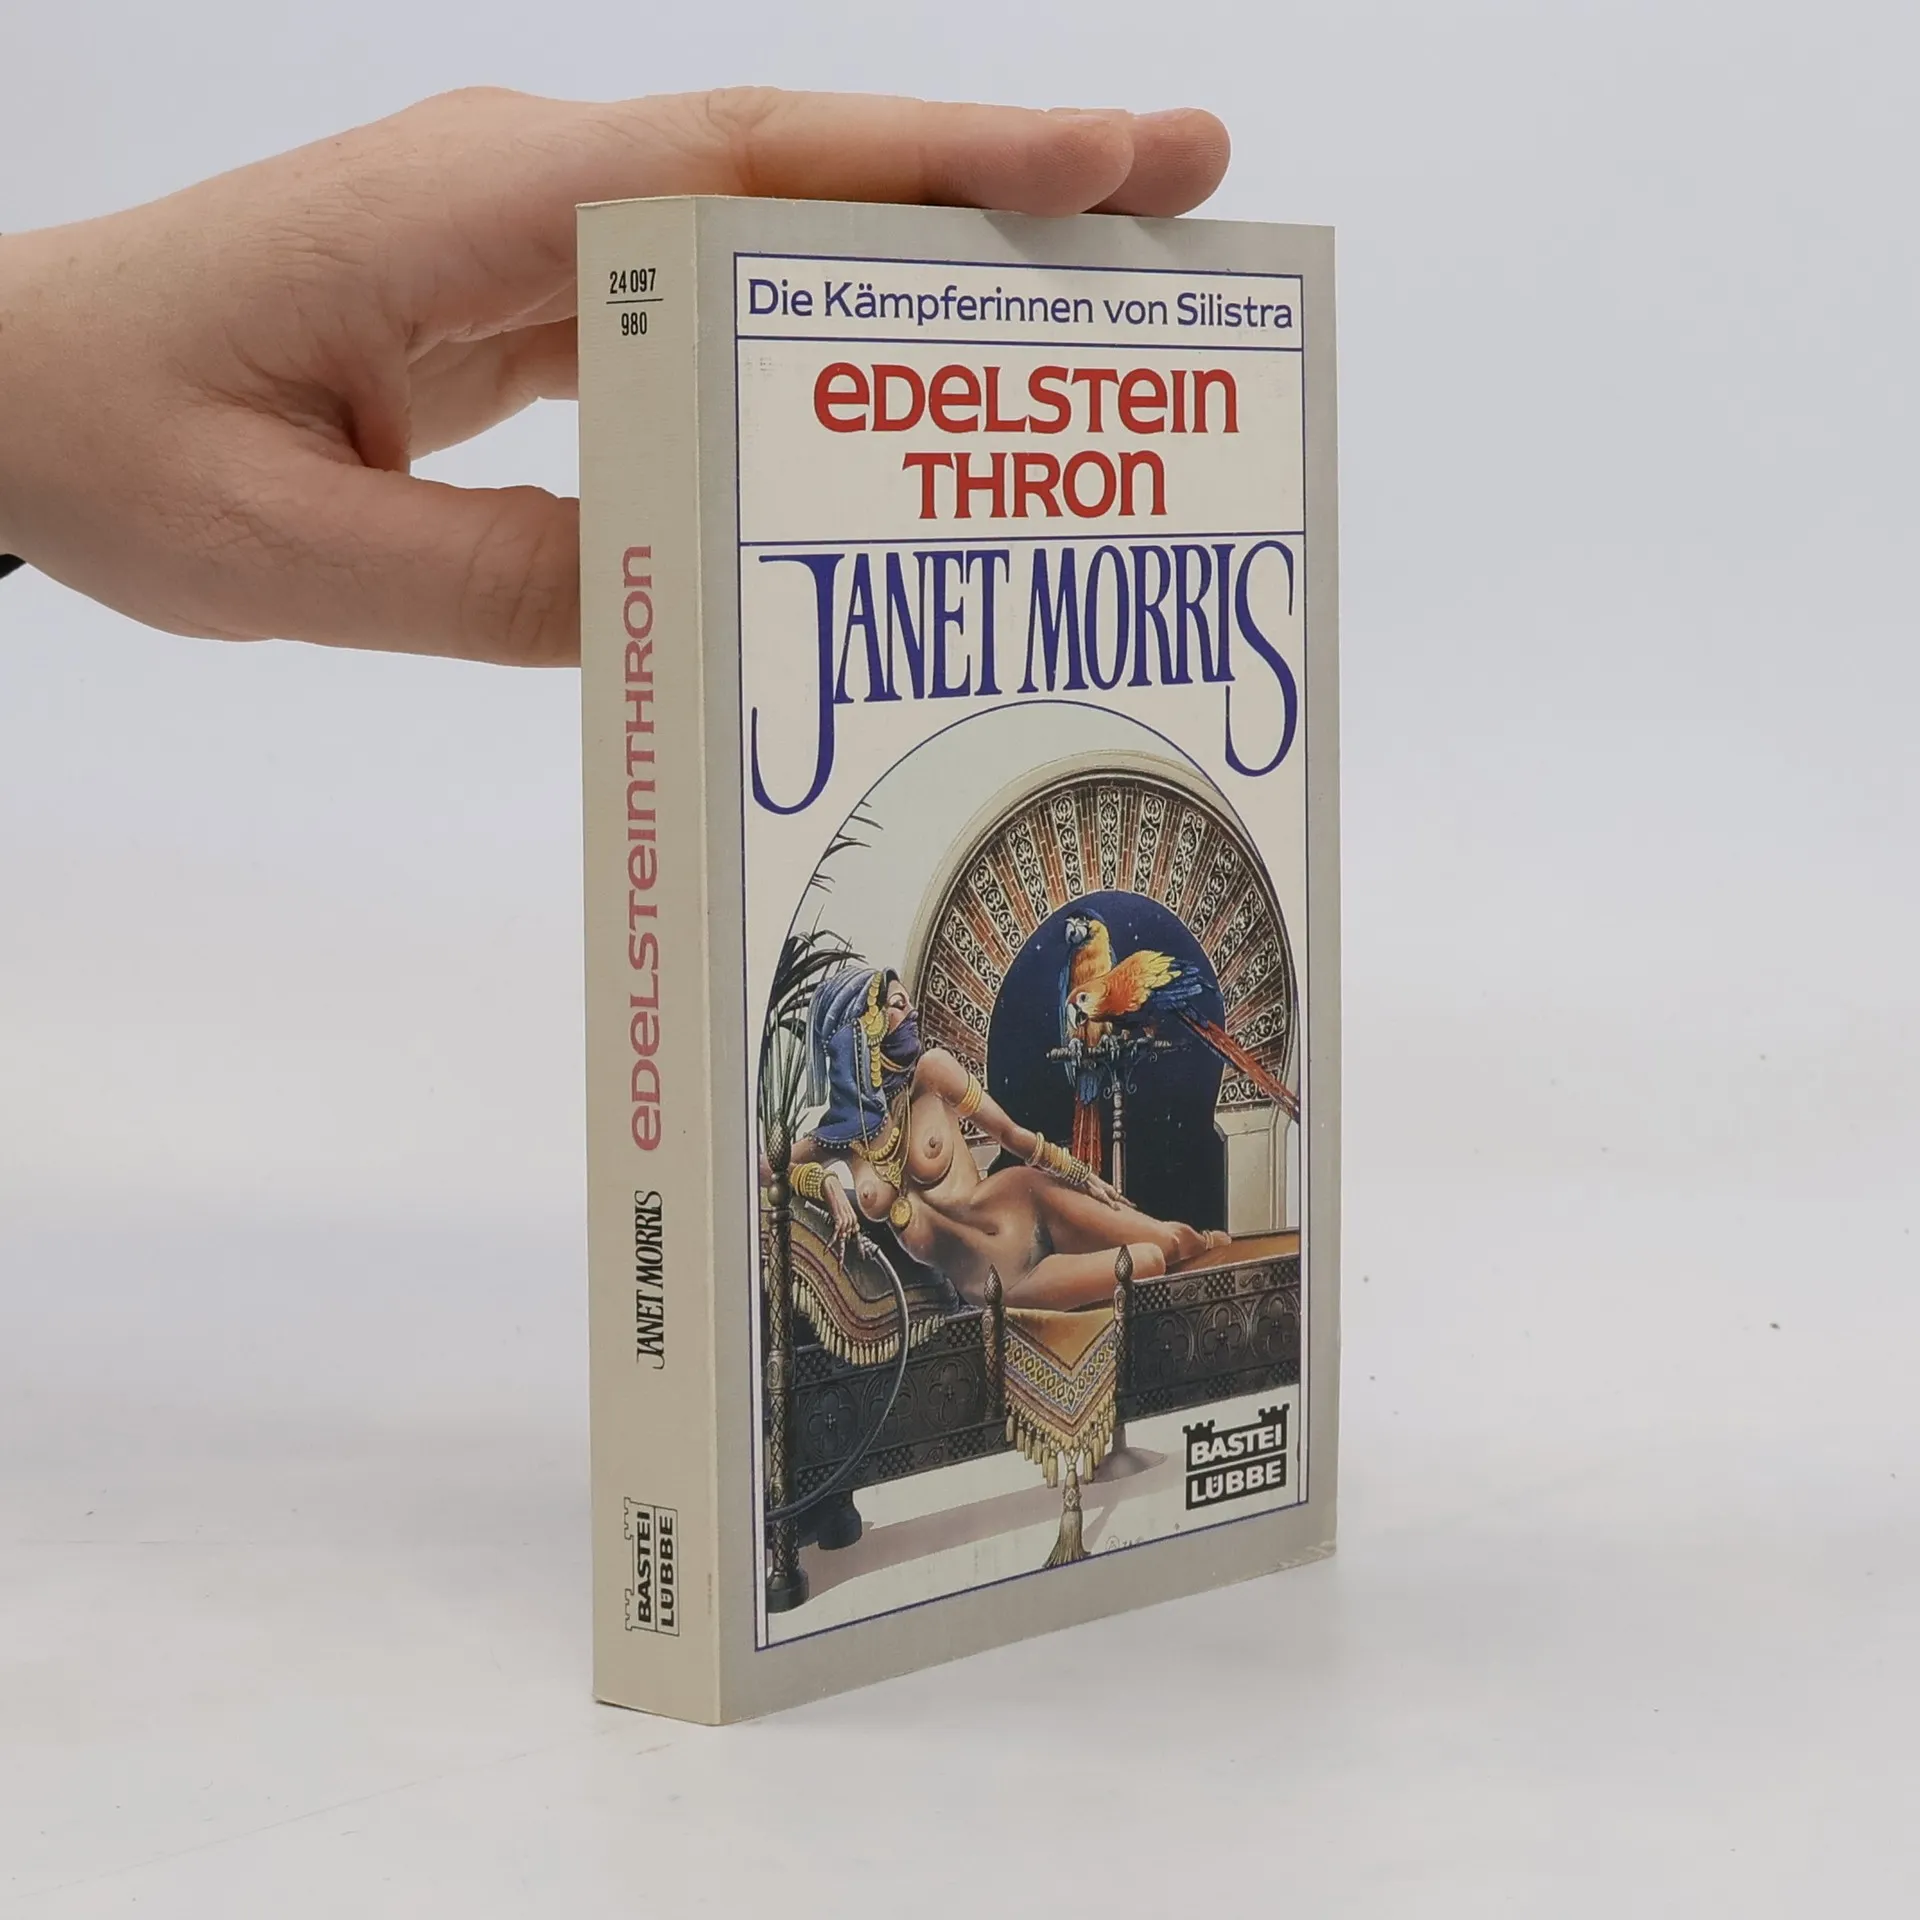 24 097
980
EDELSTEINTHRON
JANET MORRIS
BASTEI
LÜBBE
Die Kämpferinnen von Silistra
EDELSTEIN
THRON
JANET MORRIS
BASTEI
LÜBBE